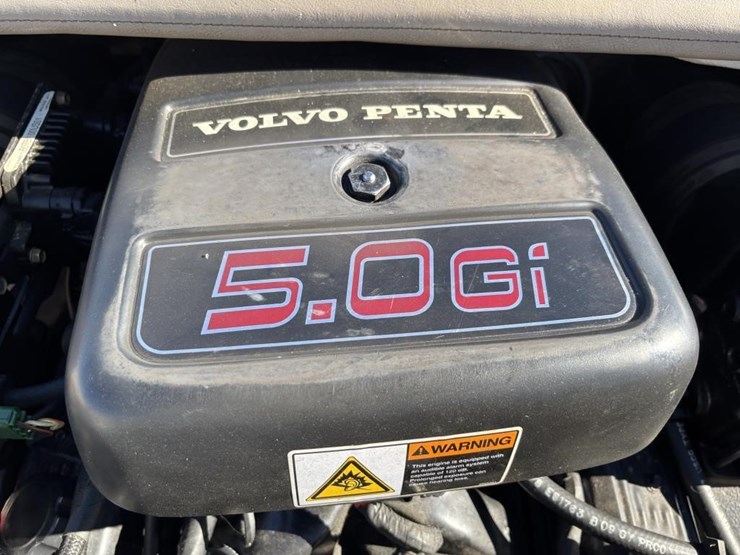 VOLVO PENTA
5.0Gi
WARNING
This engine is equipped with
an audible alarm system
capable of 120 dB.
Prolonged exposure can
cause hearing loss.